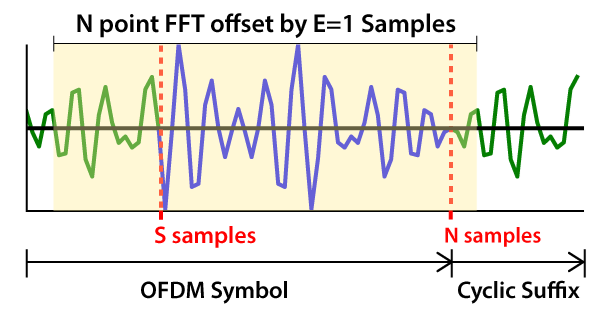 N point FFT offset by E=1 Samples
S samples
N samples
OFDM Symbol
Cyclic Suffix